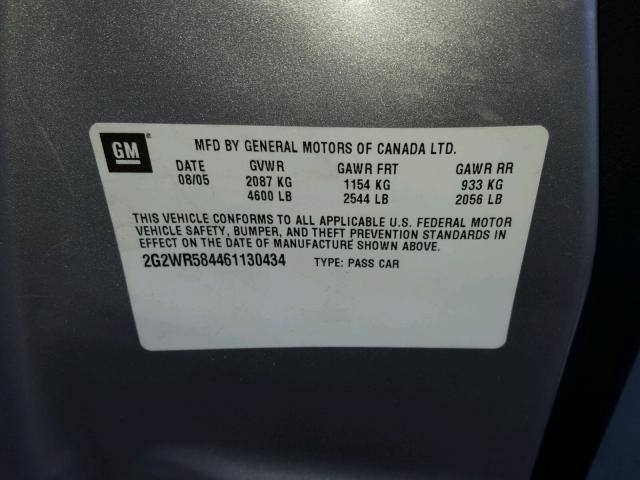 GM
MFD BY GENERAL MOTORS OF CANADA LTD.
DATE GVWR GAWR FRT GAWR RR
08/05 2087 KG 1154 KG 933 KG
4600 LB 2544 LB 2056 LB
THIS VEHICLE CONFORMS TO ALL APPLICABLE U.S. FEDERAL MOTOR
VEHICLE SAFETY, BUMPER, AND THEFT PREVENTION STANDARDS IN
EFFECT ON THE DATE OF MANUFACTURE SHOWN ABOVE.
2G2WR584461130434 TYPE: PASS CAR